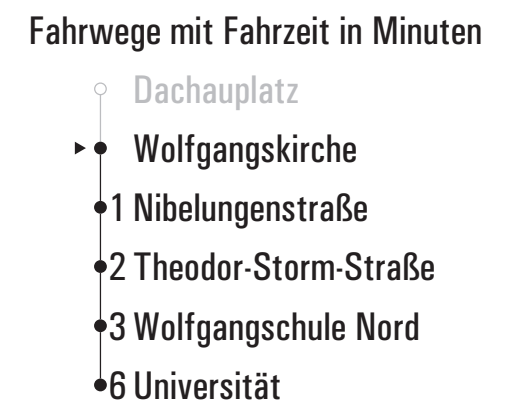 Fahrwege mit Fahrzeit in Minuten
Dachauplatz
Wolfgangskirche
1 Nibelungenstraße
2 Theodor-Storm-Straße
3 Wolfgangschule Nord
6 Universität